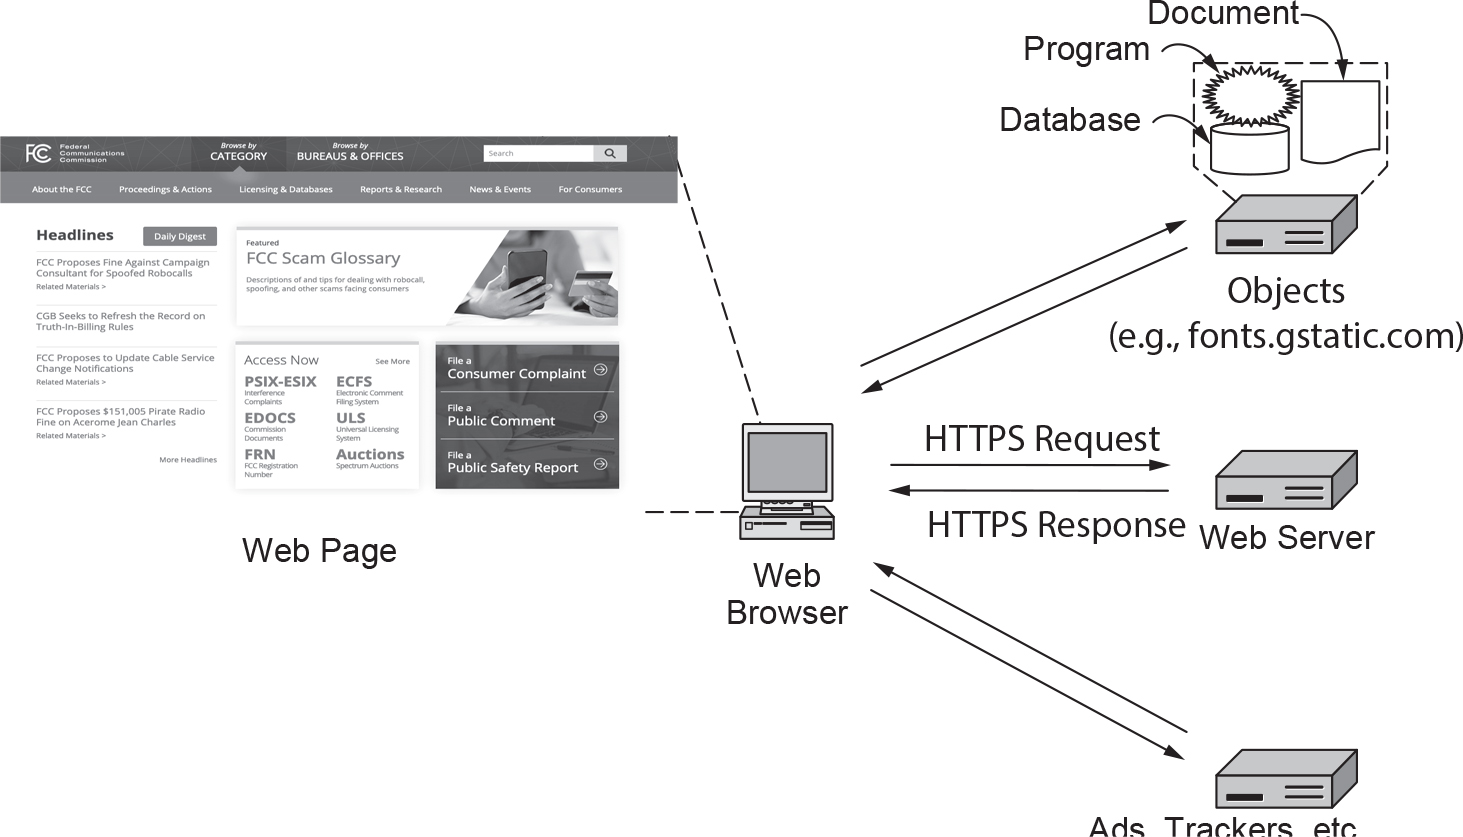 Document
Program
Database
Objects
(e.g., fonts.gstatic.com)
FCC
Federal
Communications
Commission
Browse by
CATEGORY
Browse by
BUREAUS & OFFICES
Search
About the FCC
Proceedings & Actions
Licensing & Databases
Reports & Research
News & Events
For Consumers
Headlines
Daily Digest
FCC Proposes Fine Against Campaign
Consultant for Spoofed Robocalls
Related Materials >
CGB Seeks to Refresh the Record on
Truth-In-Billing Rules
FCC Proposes to Update Cable Service
Change Notifications
Related Materials >
FCC Proposes $151,005 Pirate Radio
Fine on Acerome Jean Charles
Related Materials >
More Headlines
Featured
FCC Scam Glossary
Descriptions of and tips for dealing with robocall,
spoofing, and other scams facing consumers
Access Now
See More
PSIX-ESIX
Interference
Complaints
ECFS
Electronic Comment
Filing System
EDOCS
Commission
Documents
ULS
Universal Licensing
System
FRN
FCC Registration
Number
Auctions
Spectrum Auctions
File a
Consumer Complaint
File a
Public Comment
File a
Public Safety Report
Web Page
Web
Browser
HTTPS Request
HTTPS Response
Web Server
Ads, Trackers, etc.